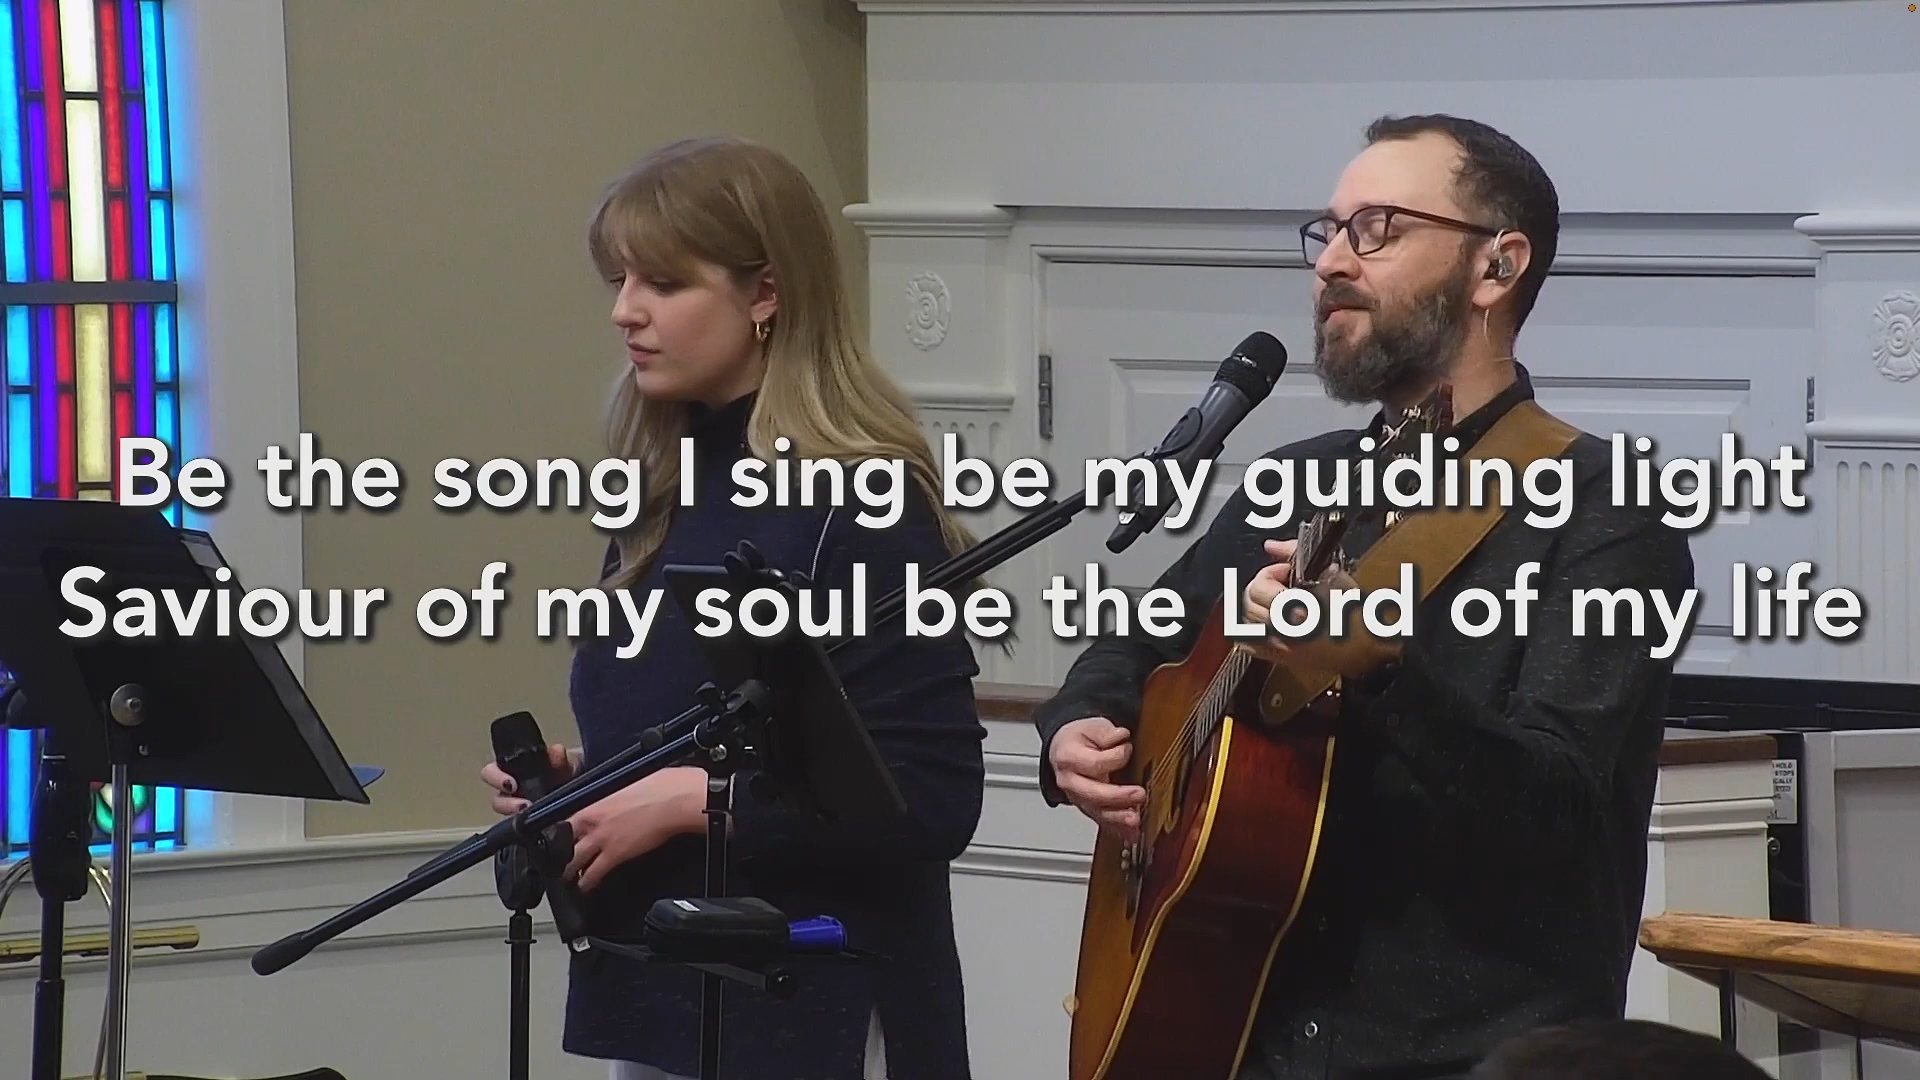 Be the song I sing be my guiding light
Saviour of my soul be the Lord of my life